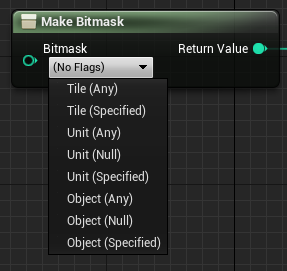 Make Bitmask
Bitmask Return Value
(No Flags)
Tile (Any)
Tile (Specified)
Unit (Any)
Unit (Null)
Unit (Specified)
Object (Any)
Object (Null)
Object (Specified)